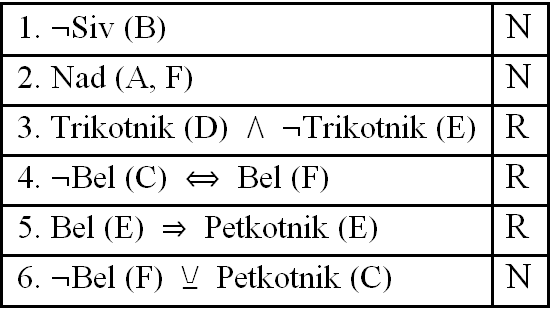 1. ¬Siv (B) N
2. Nad (A, F) N
3. Trikotnik (D) ∧ ¬Trikotnik (E) R
4. ¬Bel (C) ⇔ Bel (F) R
5. Bel (E) ⇒ Petkotnik (E) R
6. ¬Bel (F) ⊻ Petkotnik (C) N